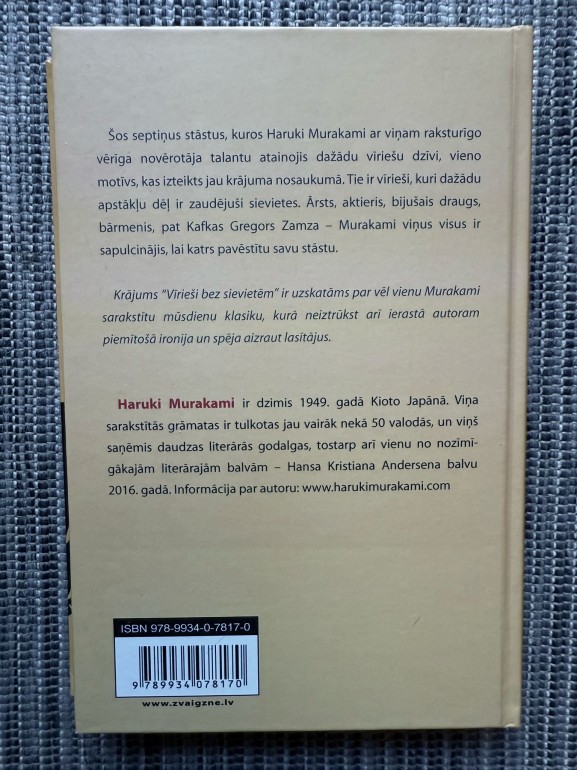 Šos septiņus stāstus, kuros Haruki Murakami ar viņam raksturīgo
vērīga novērotāja talantu atainojis dažādu vīriešu dzīvi, vieno
motīvs, kas izteikts jau krājuma nosaukumā. Tie ir vīrieši, kuri dažādu
apstākļu dēļ ir zaudējuši sievietes. Ārsts, aktieris, bijušais draugs,
bārmenis, pat Kafkas Gregors Zamza – Murakami viņus visus ir
sapulcinājis, lai katrs pavēstītu savu stāstu.
Krājums “Vīrieši bez sievietēm” ir uzskatāms par vēl vienu Murakami
sarakstītu mūsdienu klasiku, kurā neiztrūkst arī ierastā autoram
piemītošā ironija un spēja aizraut lasītājus.
Haruki Murakami ir dzimis 1949. gadā Kioto Japānā. Viņa
sarakstītās grāmatas ir tulkotas jau vairāk nekā 50 valodās, un viņš
saņēmis daudzas literārās godalgas, tostarp arī vienu no nozīmī-
gākajām literārajām balvām – Hansa Kristiana Andersena balvu
2016. gadā. Informācija par autoru: www.harukimurakami.com
ISBN 978-9934-0-7817-0
9 789934 078170
www.zvaigzne.lv